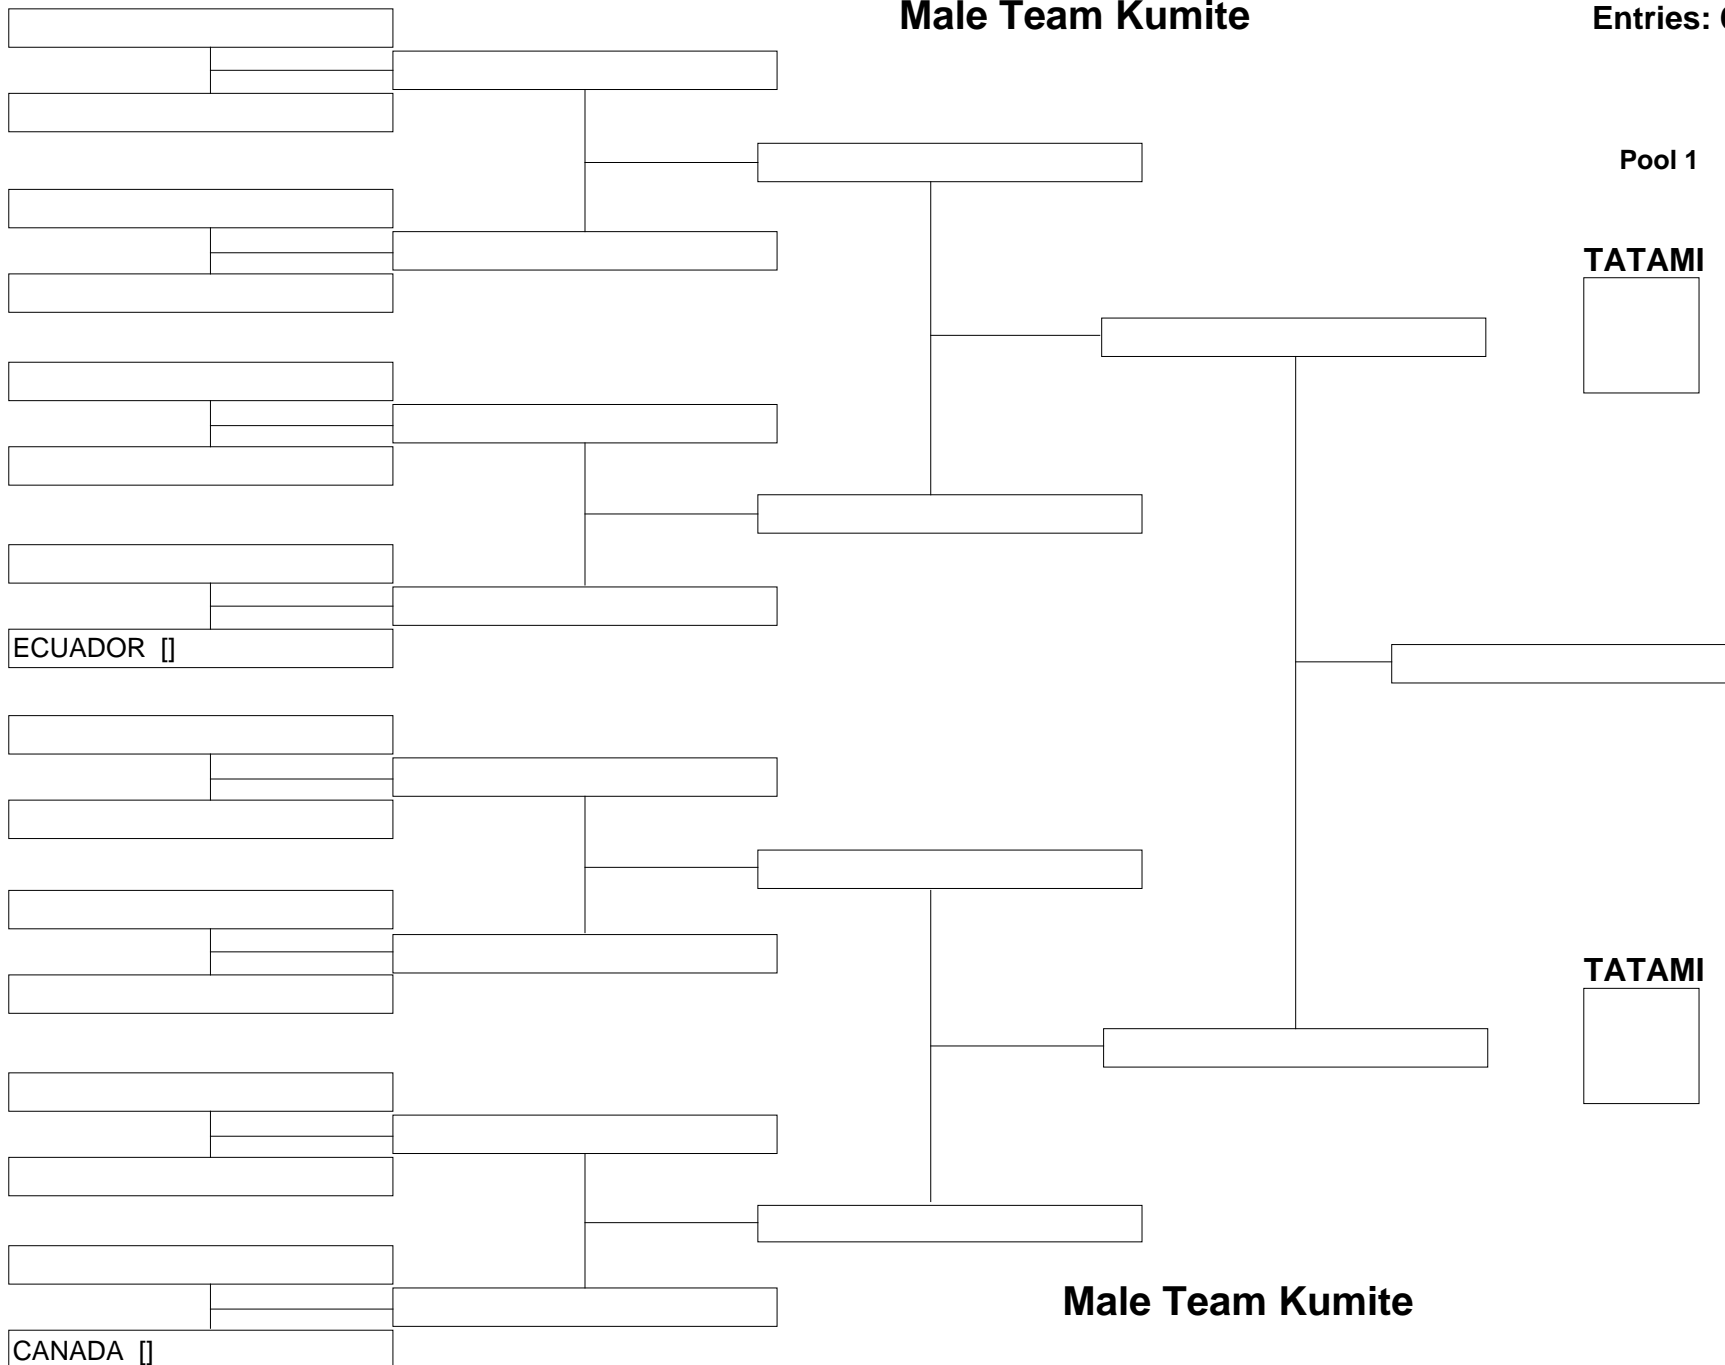 Male Team Kumite
Entries:
Pool 1
TATAMI
ECUADOR []
TATAMI
Male Team Kumite
CANADA []